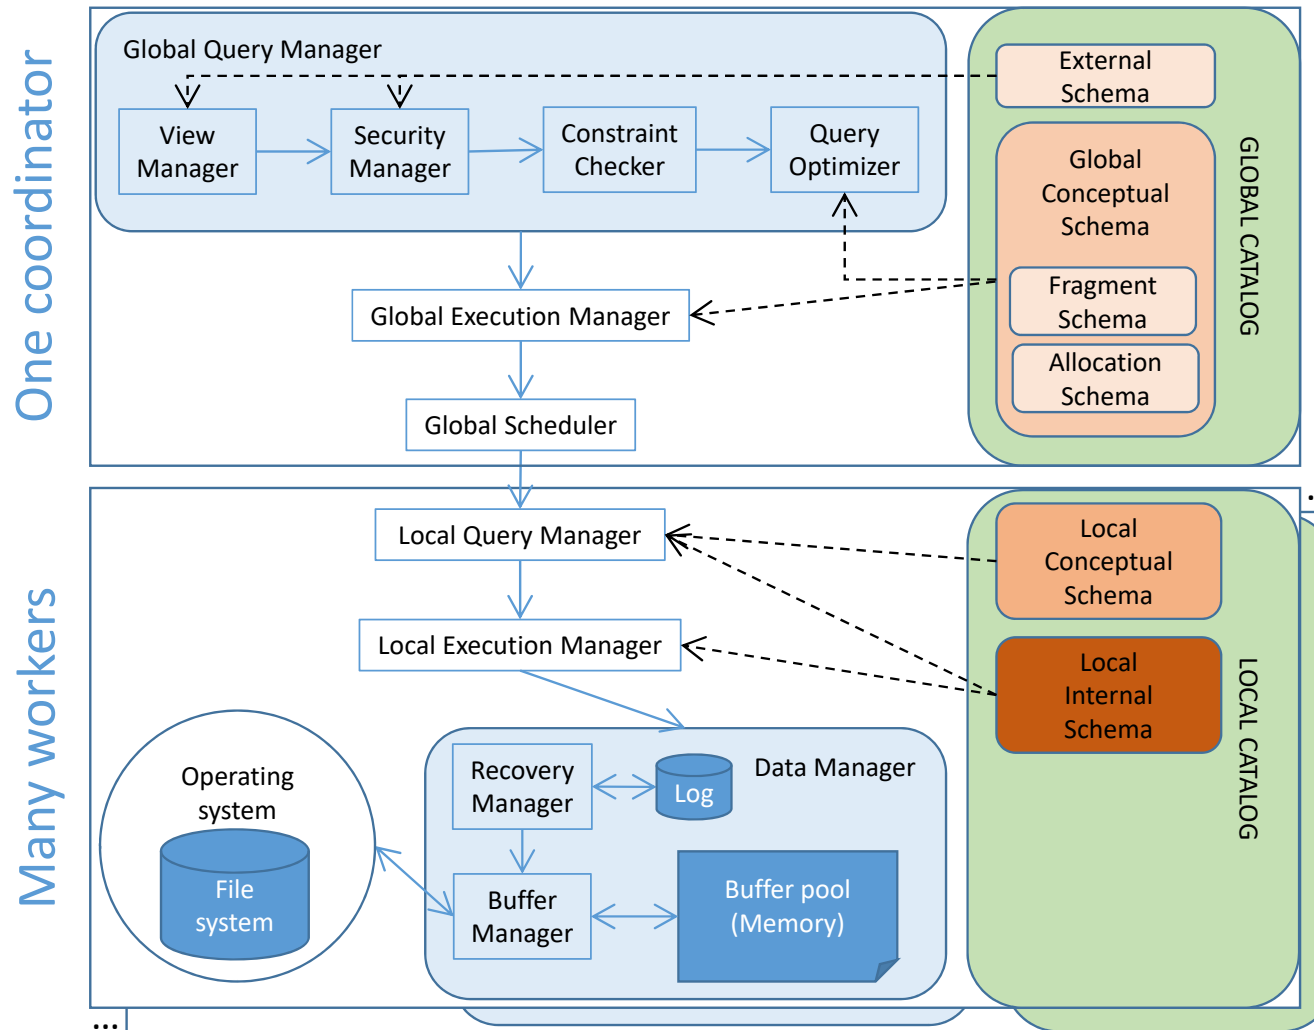 One coordinator
Global Query Manager
View
Manager
Security
Manager
Constraint
Checker
Query
Optimizer
Global Execution Manager
Global Scheduler
External
Schema
Global
Conceptual
Schema
Fragment
Schema
Allocation
Schema
GLOBAL CATALOG
Many workers
Local Query Manager
Local Execution Manager
Operating
system
File
system
Recovery
Manager
Log
Data Manager
Buffer
Manager
Buffer pool
(Memory)
Local
Conceptual
Schema
Local
Internal
Schema
LOCAL CATALOG
...
...